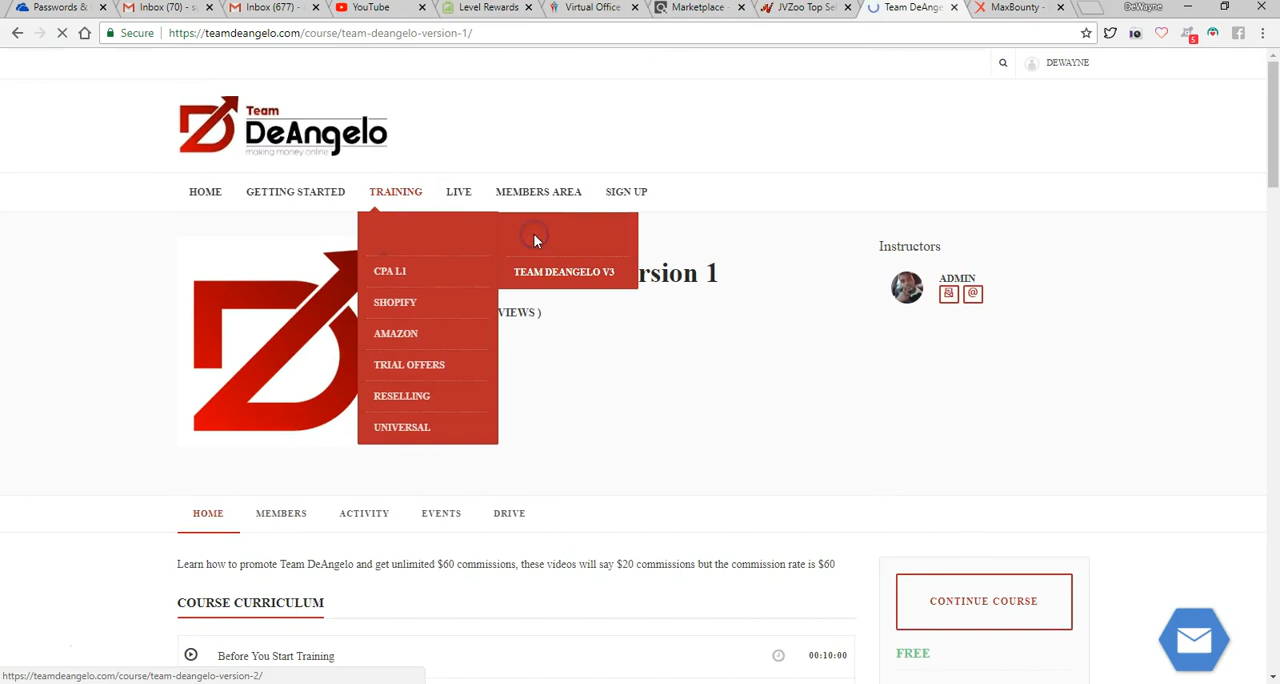 Passwords &
Inbox (70) - s
Inbox (677) -
YouTube
Level Rewards
Virtual Office
Marketplace -
JVZoo Top Sel
Team DeAnge
MaxBounty -
DeWayne
Secure
https://teamdeangelo.com/course/team-deangelo-version-1/
5
DEWAYNE
Team
DeAngelo
making money online
HOME
GETTING STARTED
TRAINING
LIVE
MEMBERS AREA
SIGN UP
CPA L1
SHOPIFY
AMAZON
TRIAL OFFERS
RESELLING
UNIVERSAL
TEAM DEANGELO V3
rsion 1
VIEWS )
Instructors
ADMIN
HOME
MEMBERS
ACTIVITY
EVENTS
DRIVE
Learn how to promote Team DeAngelo and get unlimited $60 commissions, these videos will say $20 commissions but the commission rate is $60
COURSE CURRICULUM
Before You Start Training
00:10:00
CONTINUE COURSE
FREE
https://teamdeangelo.com/course/team-deangelo-version-2/